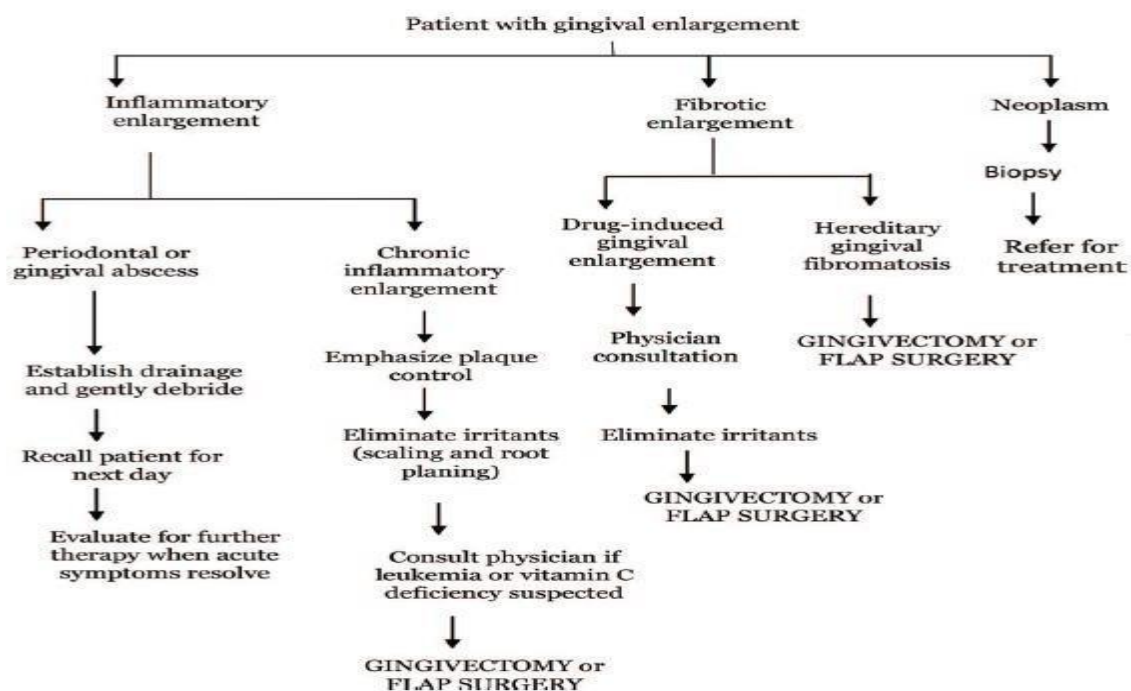 Patient with gingival enlargement
Inflammatory
enlargement
Fibrotic
enlargement
Neoplasm
Biopsy
Refer for
treatment
Periodontal or
gingival abscess
Establish drainage
and gently debride
Recall patient for
next day
Evaluate for further
therapy when acute
symptoms resolve
Chronic
inflammatory
enlargement
Emphasize plaque
control
Eliminate irritants
(scaling and root
planing)
Consult physician if
leukemia or vitamin C
deficiency suspected
GINGIVECTOMY or
FLAP SURGERY
Drug-induced
gingival
enlargement
Physician
consultation
Eliminate irritants
GINGIVECTOMY or
FLAP SURGERY
Hereditary
gingival
fibromatosis
GINGIVECTOMY or
FLAP SURGERY